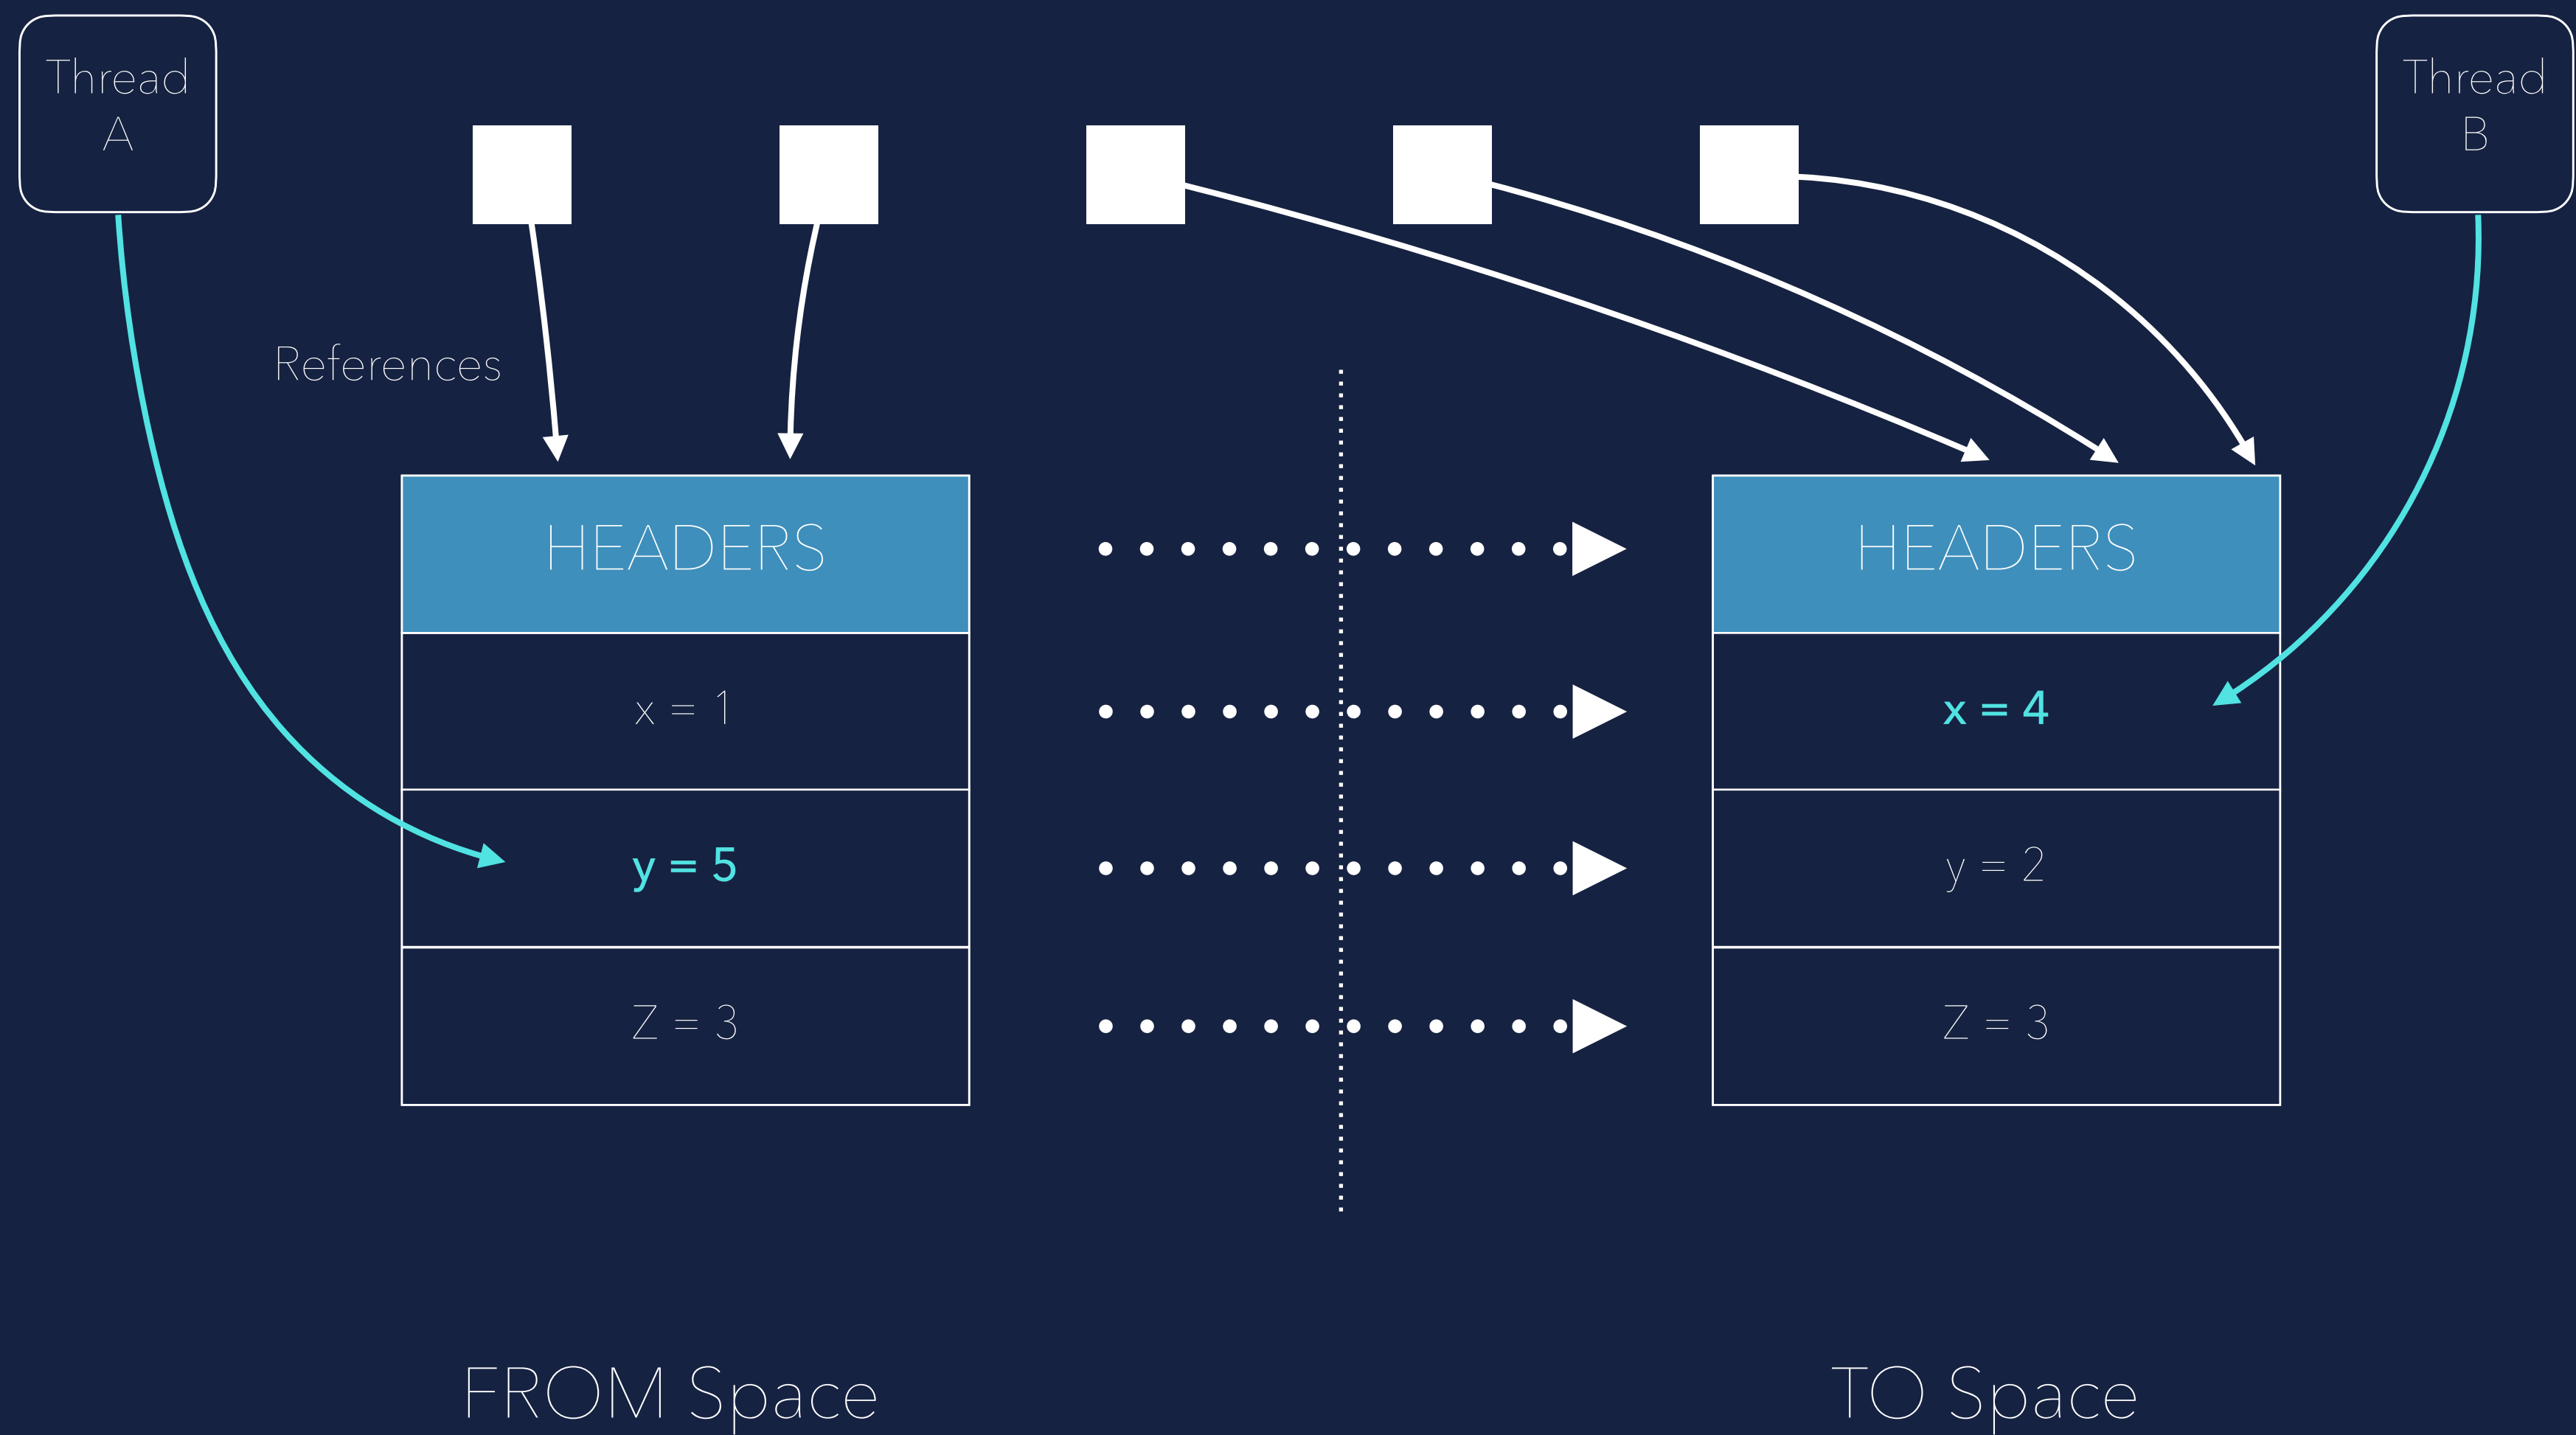 Thread
A
Thread
B
References
HEADERS
HEADERS
x = 1
x = 4
y = 5
y = 2
Z = 3
Z = 3
FROM Space
TO Space